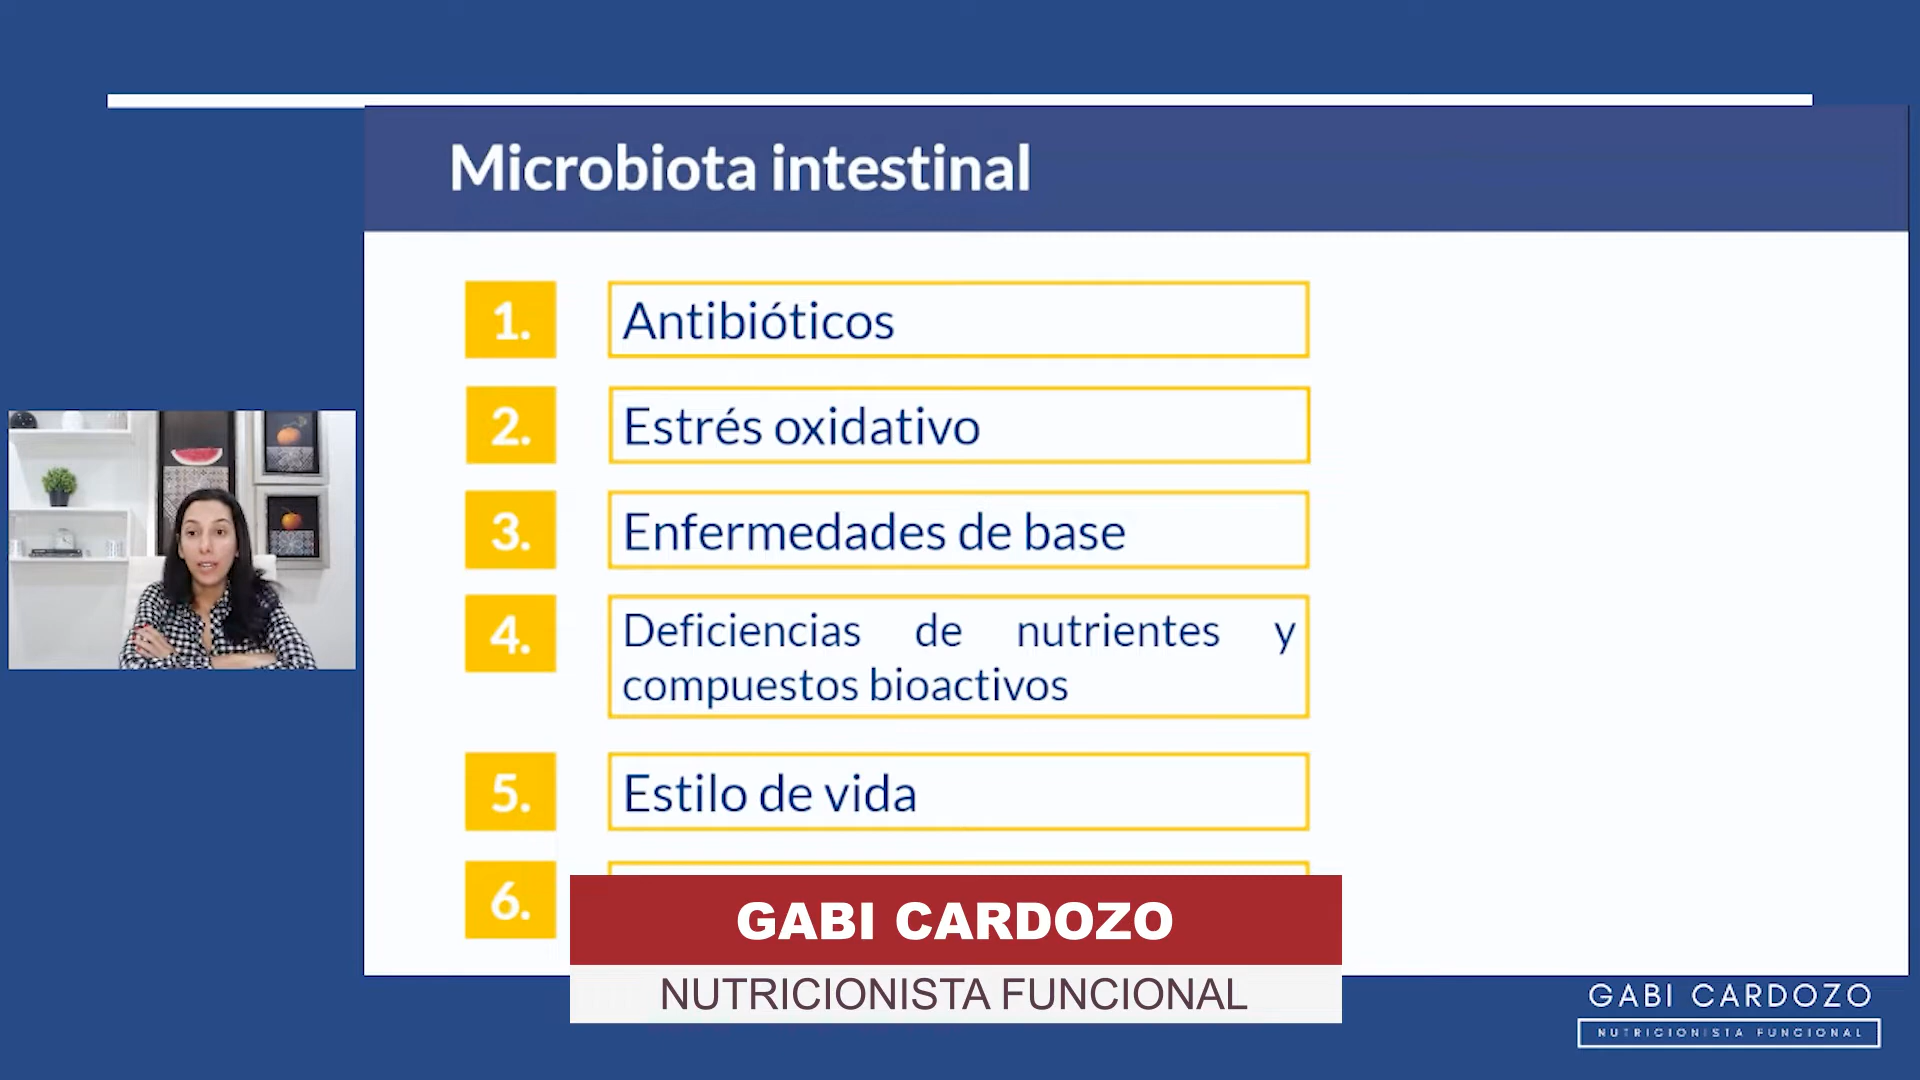 Microbiota intestinal
1. Antibióticos
2. Estrés oxidativo
3. Enfermedades de base
4. Deficiencias de nutrientes y
compuestos bioactivos
5. Estilo de vida
6.
GABI CARDOZO
NUTRICIONISTA FUNCIONAL
GABI CARDOZO
NUTRICIONISTA FUNCIONAL